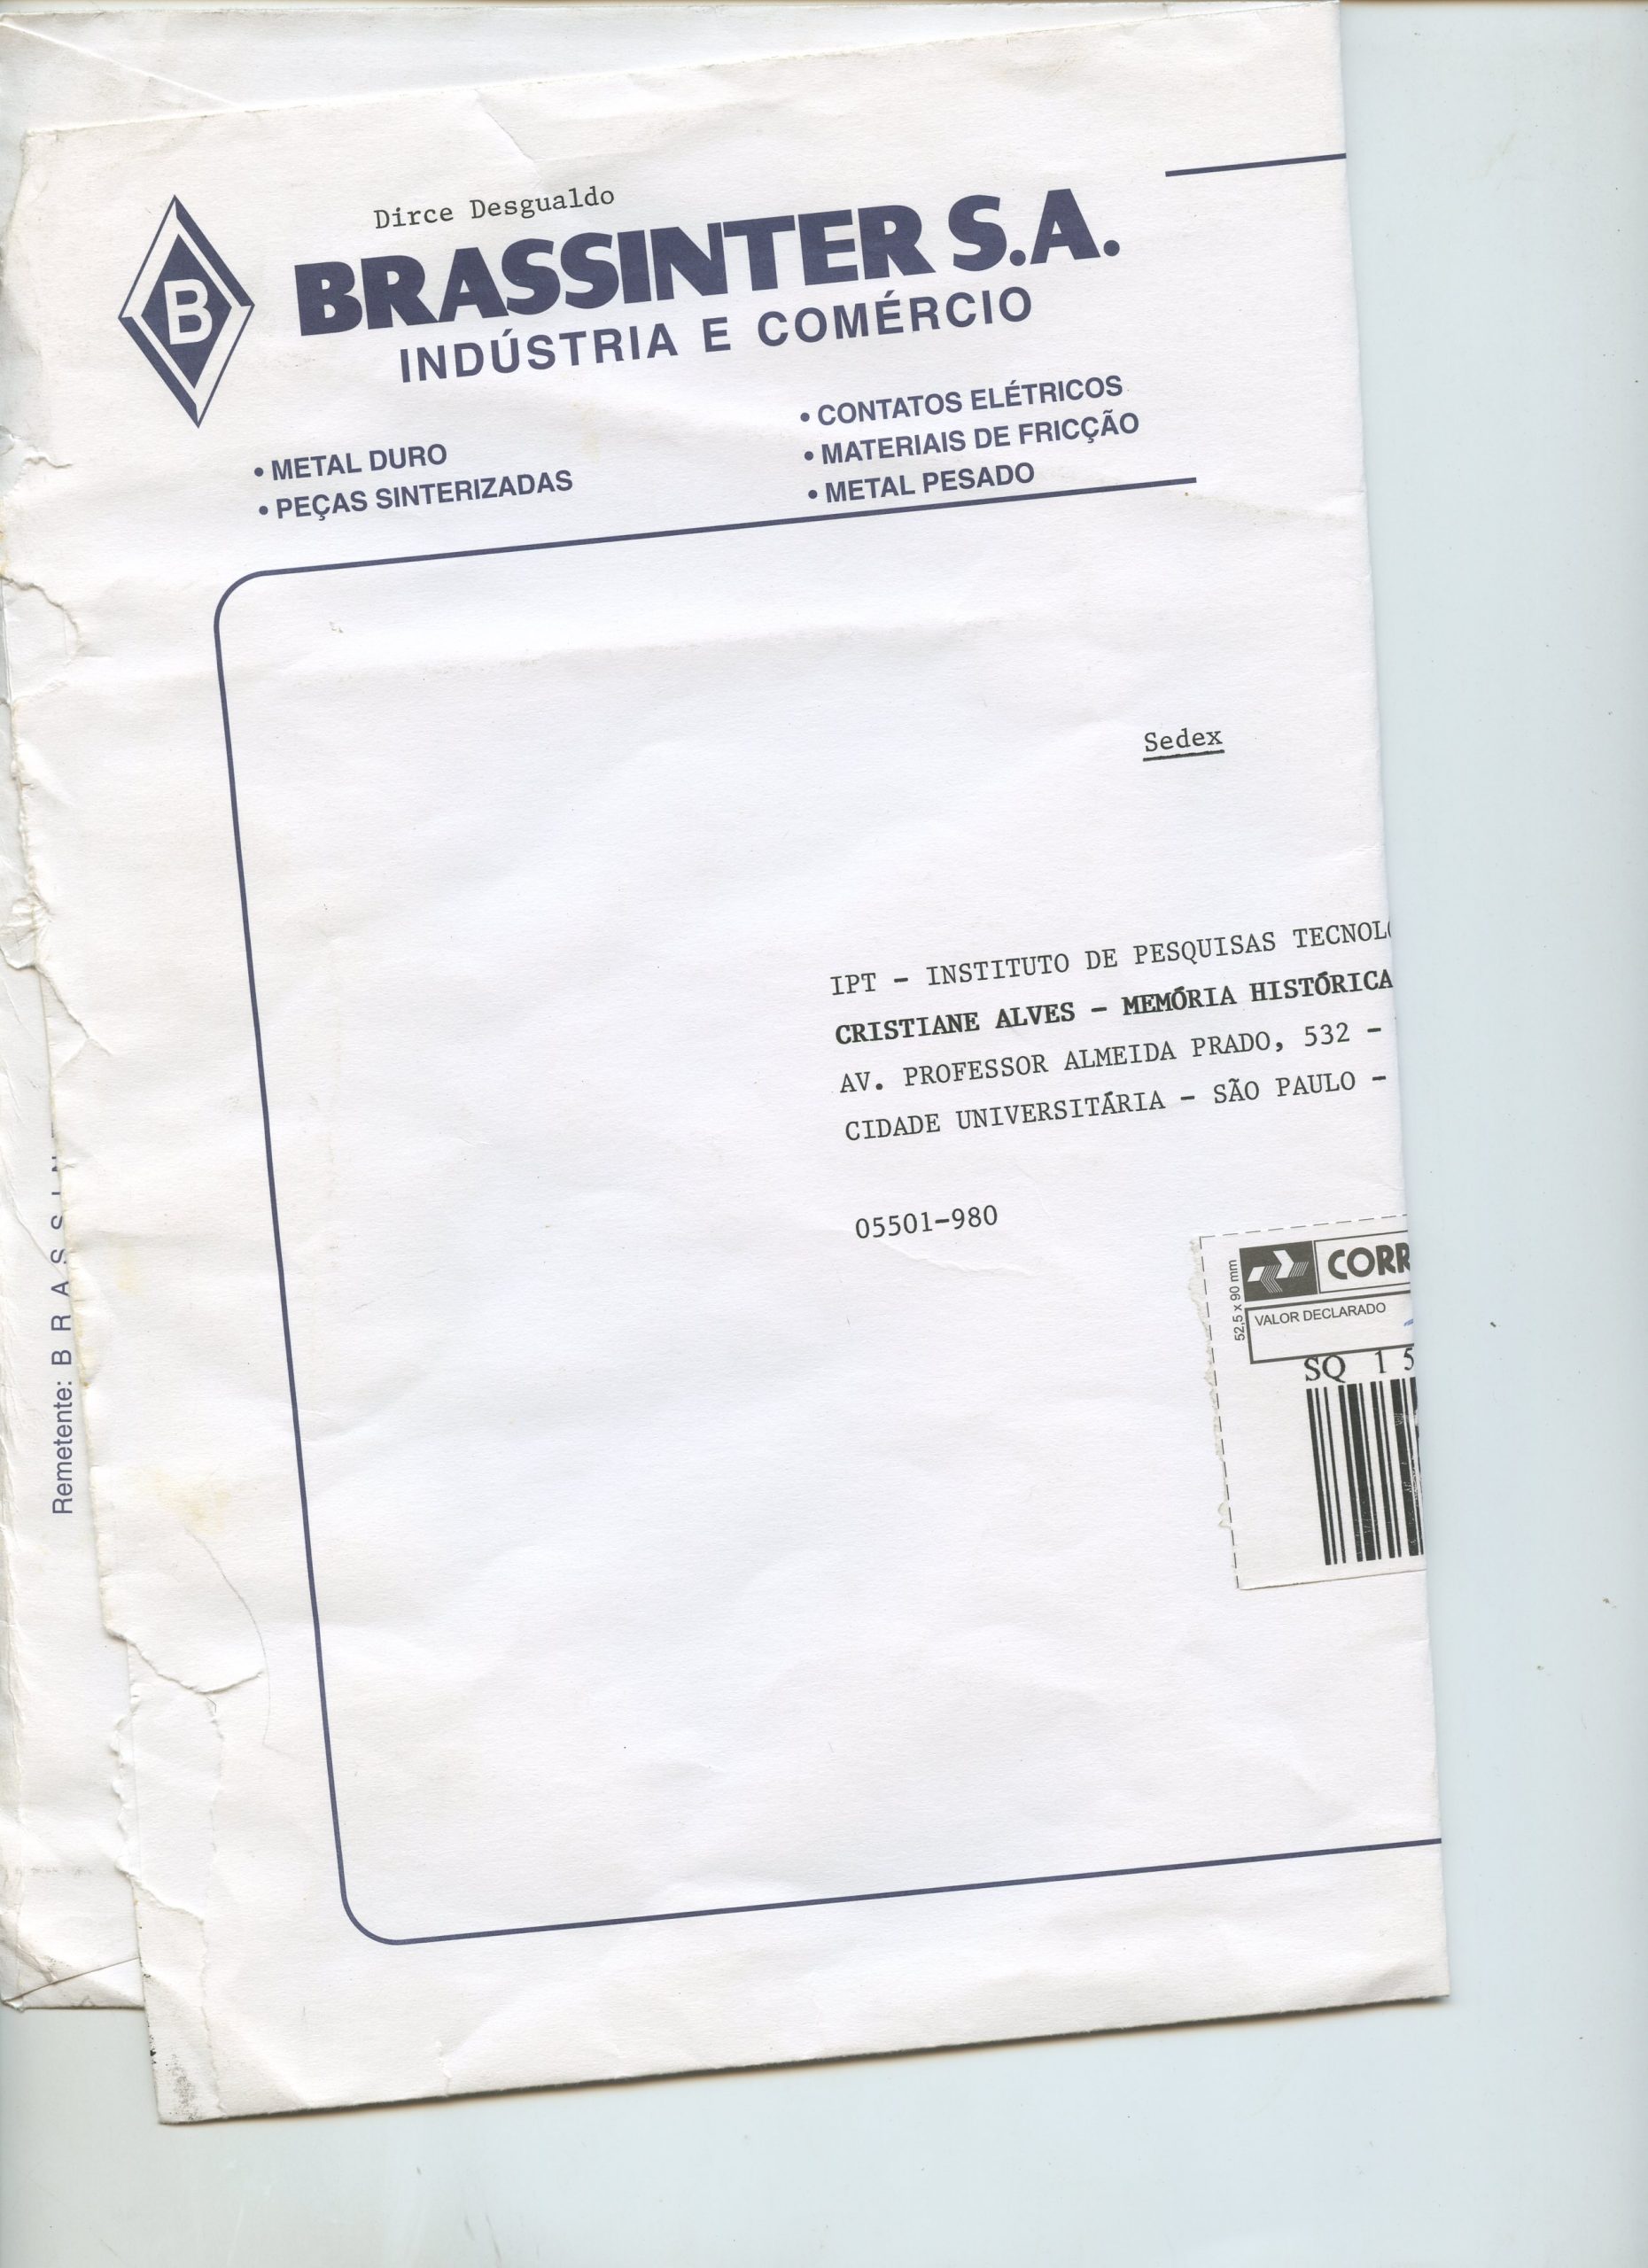 Dirce Desgualdo
B
BRASSINTER S.A.
INDÚSTRIA E COMÉRCIO
• METAL DURO
• PEÇAS SINTERIZADAS
• CONTATOS ELÉTRICOS
• MATERIAIS DE FRICÇÃO
• METAL PESADO
Sedex
IPT - INSTITUTO DE PESQUISAS TECNOL
CRISTIANE ALVES - MEMÓRIA HISTÓRICA
AV. PROFESSOR ALMEIDA PRADO, 532 -
CIDADE UNIVERSITÁRIA - SÃO PAULO -
05501-980
52,5 x 90 mm
CORR
VALOR DECLARADO
SQ 1 5
Remetente: B R A S S I N